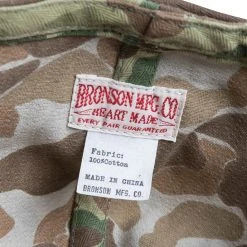 BRONSON MFG. CO
HEART MADE
EVERY PAIR GUARANTEED
Fabric:
100%Cotton
MADE IN CHINA
BRONSON MFG. CO.